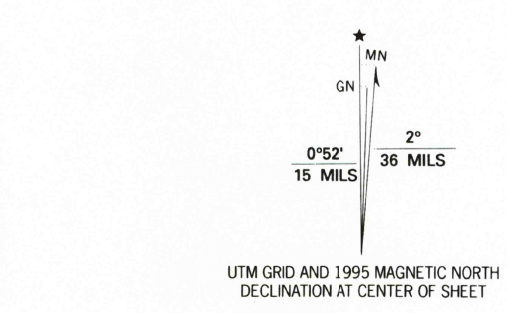 ★
MN
GN
0°52'
15 MILS
2°
36 MILS
UTM GRID AND 1995 MAGNETIC NORTH
DECLINATION AT CENTER OF SHEET